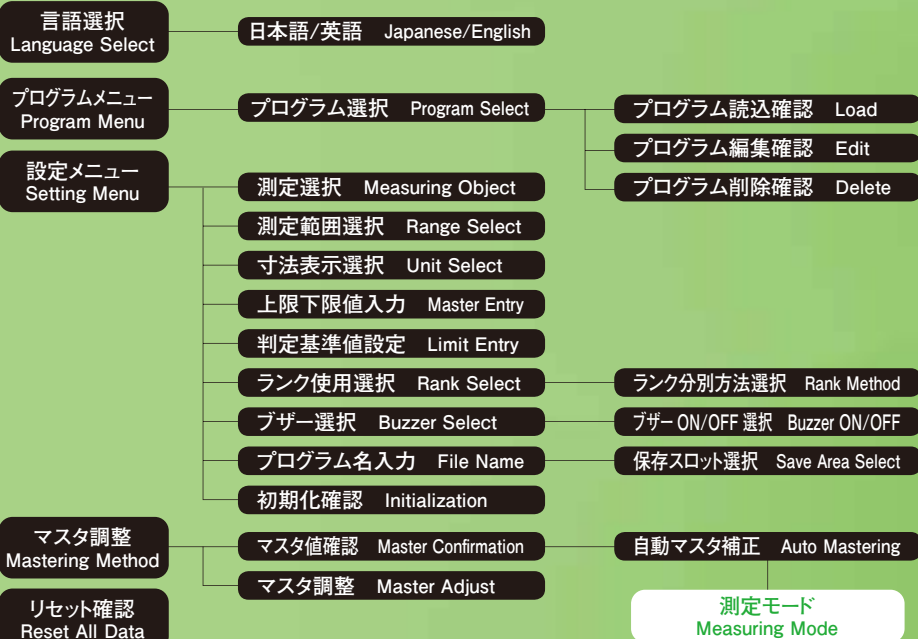 言語選択
Language Select
日本語/英語 Japanese/English
プログラムメニュー
Program Menu
プログラム選択 Program Select
プログラム読込確認 Load
プログラム編集確認 Edit
プログラム削除確認 Delete
設定メニュー
Setting Menu
測定選択 Measuring Object
測定範囲選択 Range Select
寸法表示選択 Unit Select
上限下限値入力 Master Entry
判定基準値設定 Limit Entry
ランク使用選択 Rank Select
ランク分別方法選択 Rank Method
ブザー選択 Buzzer Select
ブザー ON/OFF 選択 Buzzer ON/OFF
プログラム名入力 File Name
保存スロット選択 Save Area Select
初期化確認 Initialization
マスタ調整
Mastering Method
マスタ値確認 Master Confirmation
自動マスタ補正 Auto Mastering
マスタ調整 Master Adjust
測定モード
Measuring Mode
リセット確認
Reset All Data